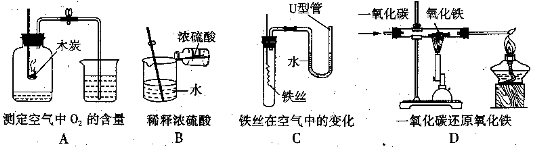 木炭
测定空气中O₂的含量
A
浓硫酸
水
稀释浓硫酸
B
U型管
水
铁丝
铁丝在空气中的变化
C
一氧化碳
氧化铁
一氧化碳还原氧化铁
D